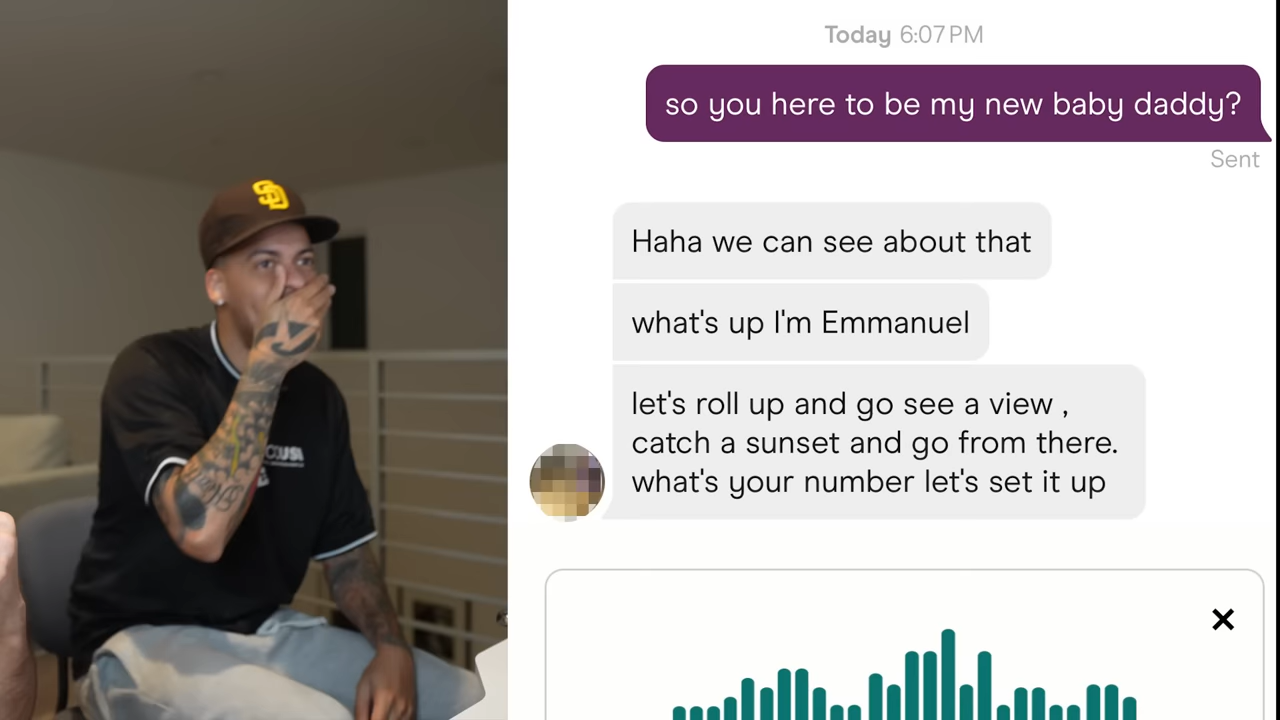 Today 6:07 PM
so you here to be my new baby daddy?
Sent
Haha we can see about that
what's up I'm Emmanuel
let's roll up and go see a view ,
catch a sunset and go from there.
what's your number let's set it up
SD